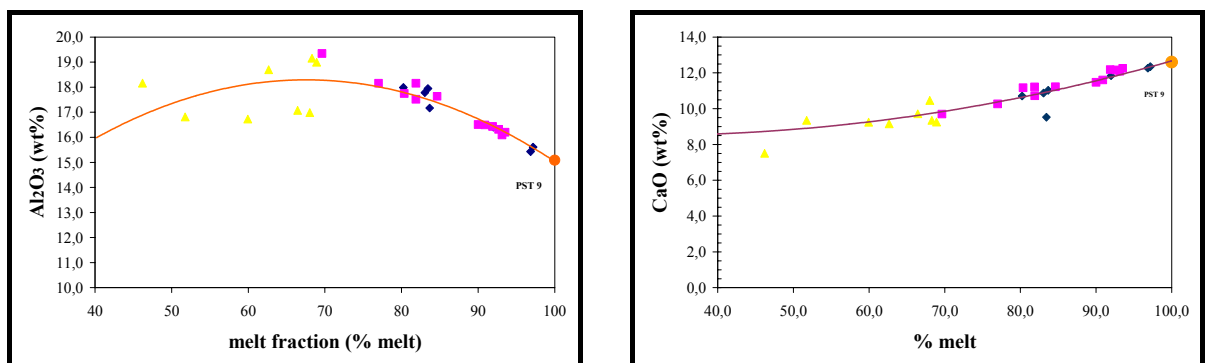 Al₂O₃ (wt%)
20,0
19,0
18,0
17,0
16,0
15,0
14,0
13,0
12,0
11,0
10,0
40 50 60 70 80 90 100
melt fraction (% melt)
PST 9
CaO (wt%)
14,0
12,0
10,0
8,0
6,0
4,0
2,0
0,0
40,0 50,0 60,0 70,0 80,0 90,0 100,0
% melt
PST 9